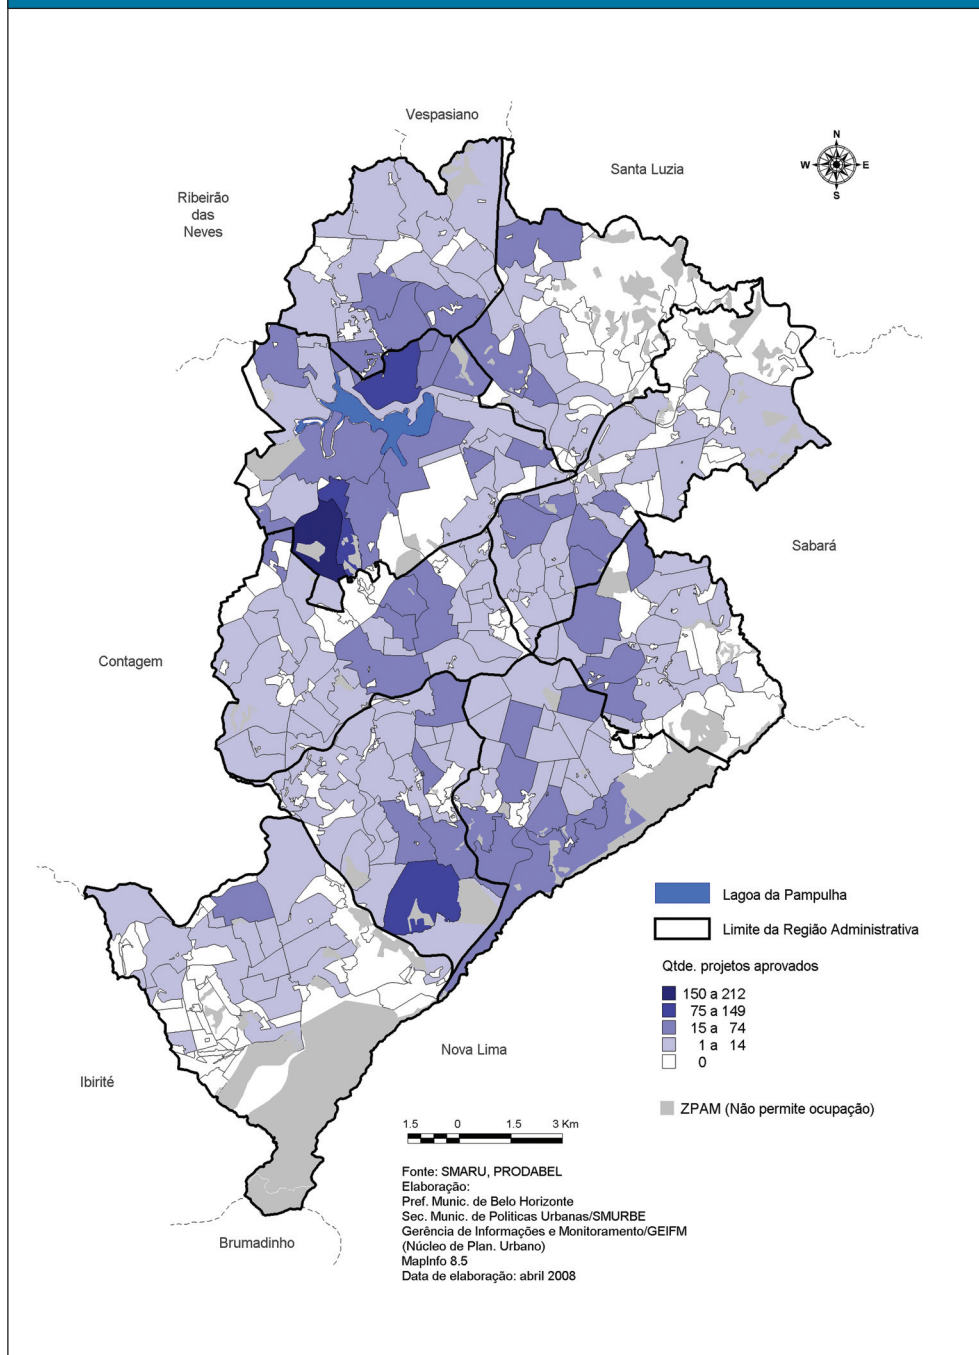 Vespasiano
N
W
E
S
Santa Luzia
Ribeirão
das
Neves
Sabará
Contagem
Lagoa da Pampulha
Limite da Região Administrativa
Qtde. projetos aprovados
150 a 212
75 a 149
15 a 74
1 a 14
0
ZPAM (Não permite ocupação)
Nova Lima
Ibirité
1.5 0 1.5 3 Km
Fonte: SMARU, PRODABEL
Elaboração:
Pref. Munic. de Belo Horizonte
Sec. Munic. de Politicas Urbanas/SMURBE
Gerência de Informações e Monitoramento/GEIFM
(Núcleo de Plan. Urbano)
MapInfo 8.5
Data de elaboração: abril 2008
Brumadinho